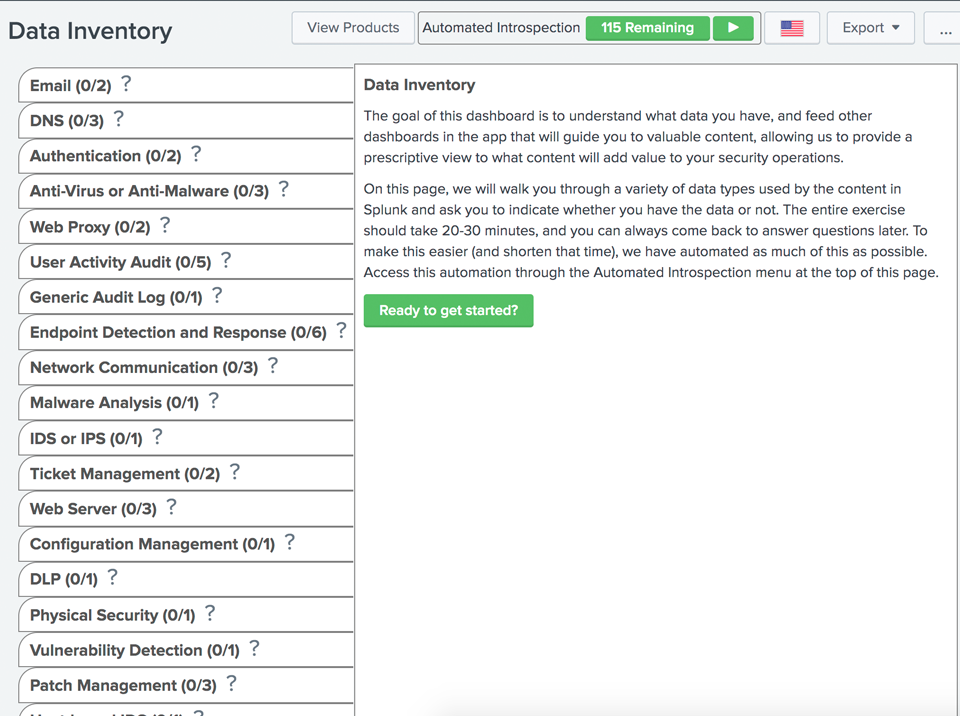 Data Inventory
View Products
Automated Introspection
115 Remaining
Export
...
Email (0/2) ?
DNS (0/3) ?
Authentication (0/2) ?
Anti-Virus or Anti-Malware (0/3) ?
Web Proxy (0/2) ?
User Activity Audit (0/5) ?
Generic Audit Log (0/1) ?
Endpoint Detection and Response (0/6) ?
Network Communication (0/3) ?
Malware Analysis (0/1) ?
IDS or IPS (0/1) ?
Ticket Management (0/2) ?
Web Server (0/3) ?
Configuration Management (0/1) ?
DLP (0/1) ?
Physical Security (0/1) ?
Vulnerability Detection (0/1) ?
Patch Management (0/3) ?
Data Inventory
The goal of this dashboard is to understand what data you have, and feed other
dashboards in the app that will guide you to valuable content, allowing us to provide a
prescriptive view to what content will add value to your security operations.
On this page, we will walk you through a variety of data types used by the content in
Splunk and ask you to indicate whether you have the data or not. The entire exercise
should take 20-30 minutes, and you can always come back to answer questions later. To
make this easier (and shorten that time), we have automated as much of this as possible.
Access this automation through the Automated Introspection menu at the top of this page.
Ready to get started?